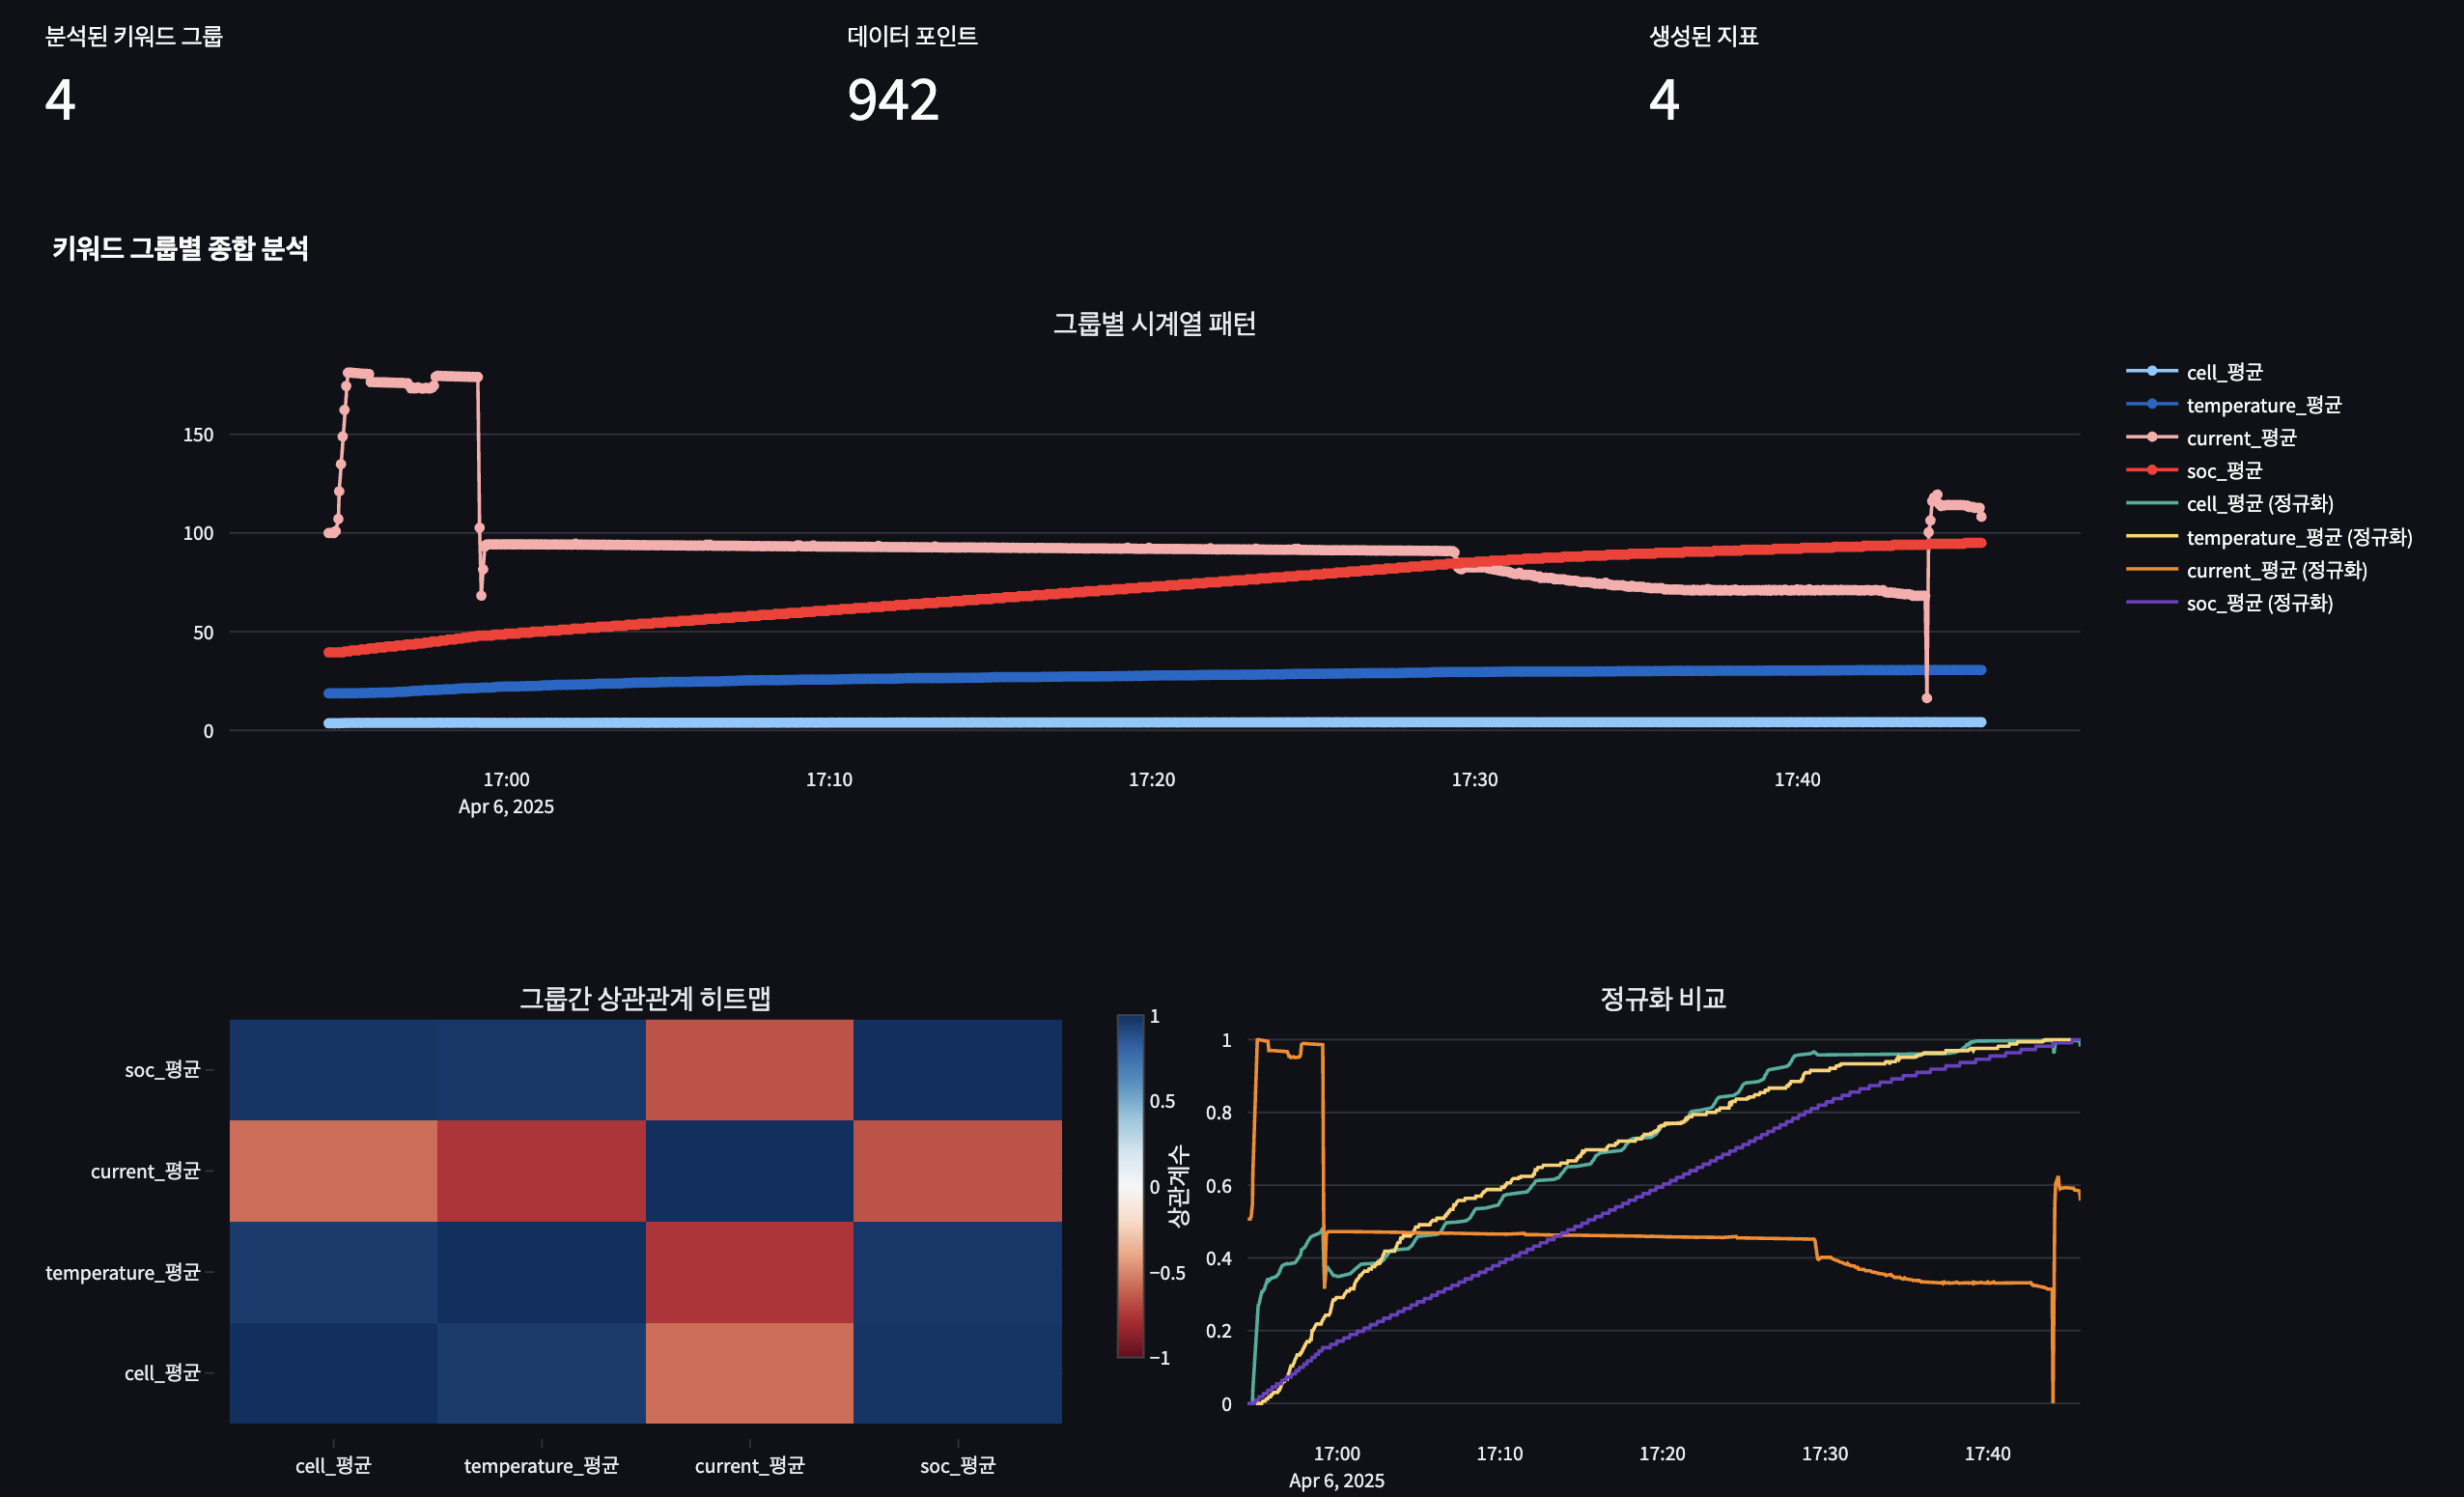 분석된 키워드 그룹
4
데이터 포인트
942
생성된 지표
4
키워드 그룹별 종합 분석
그룹별 시계열 패턴
150
100
50
0
17:00
Apr 6, 2025
17:10
17:20
17:30
17:40
cell_평균
temperature_평균
current_평균
soc_평균
cell_평균 (정규화)
temperature_평균 (정규화)
current_평균 (정규화)
soc_평균 (정규화)
그룹간 상관관계 히트맵
soc_평균
current_평균
temperature_평균
cell_평균
cell_평균
temperature_평균
current_평균
soc_평균
1
0.5
0
−0.5
−1
상관계수
정규화 비교
1
0.8
0.6
0.4
0.2
0
17:00
Apr 6, 2025
17:10
17:20
17:30
17:40